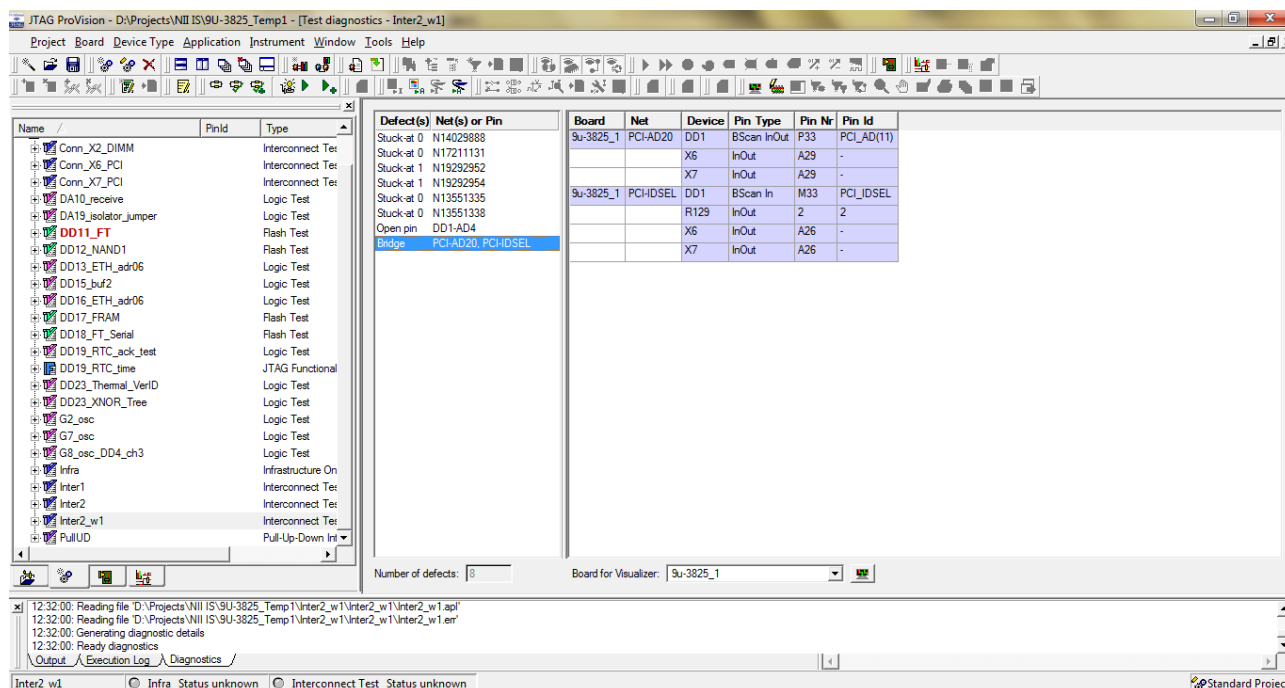 JTAG ProVision - D:\Projects\NII IS\9U-3825_Temp1 - [Test diagnostics - Inter2_w1]
Project Board Device Type Application Instrument Window Tools Help
Name / PinId Type
Conn_X2_DIMM Interconnect Tes
Conn_X6_PCI Interconnect Tes
Conn_X7_PCI Interconnect Tes
DA10_receive Logic Test
DA19_isolator_jumper Logic Test
DD11_FT Flash Test
DD12_NAND1 Flash Test
DD13_ETH_adr06 Logic Test
DD15_buf2 Logic Test
DD16_ETH_adr06 Logic Test
DD17_FRAM Flash Test
DD18_FT_Serial Flash Test
DD19_RTC_ack_test Logic Test
DD19_RTC_time JTAG Functional
DD23_Thermal_VerID Logic Test
DD23_XNOR_Tree Logic Test
G2_osc Logic Test
G7_osc Logic Test
G8_osc_DD4_ch3 Logic Test
Infra Infrastructure On
Inter1 Interconnect Tes
Inter2 Interconnect Tes
Inter2_w1 Interconnect Tes
PullUD Pull-Up-Down Int
Defect(s) Net(s) or Pin
Stuck-at 0 N14029888
Stuck-at 0 N17211131
Stuck-at 1 N19292952
Stuck-at 1 N19292954
Stuck-at 0 N13551335
Stuck-at 0 N13551338
Open pin DD1-AD4
Bridge PCI-AD20, PCI-IDSEL
Board Net Device Pin Type Pin Nr Pin Id
9u-3825_1 PCI-AD20 DD1 BScan InOut P33 PCI_AD(11)
X6 InOut A29 -
X7 InOut A29 -
9u-3825_1 PCI-IDSEL DD1 BScan In M33 PCI_IDSEL
R129 InOut 2 2
X6 InOut A26 -
X7 InOut A26 -
Number of defects: 8
Board for Visualizer: 9u-3825_1
12:32:00: Reading file 'D:\Projects\NII IS\9U-3825_Temp1\Inter2_w1\Inter2_w1\Inter2_w1.apl'
12:32:00: Reading file 'D:\Projects\NII IS\9U-3825_Temp1\Inter2_w1\Inter2_w1\Inter2_w1.err'
12:32:00: Generating diagnostic details
12:32:00: Ready diagnostics
Output Execution Log Diagnostics
Inter2_w1 Infra Status unknown Interconnect Test Status unknown Standard Projec